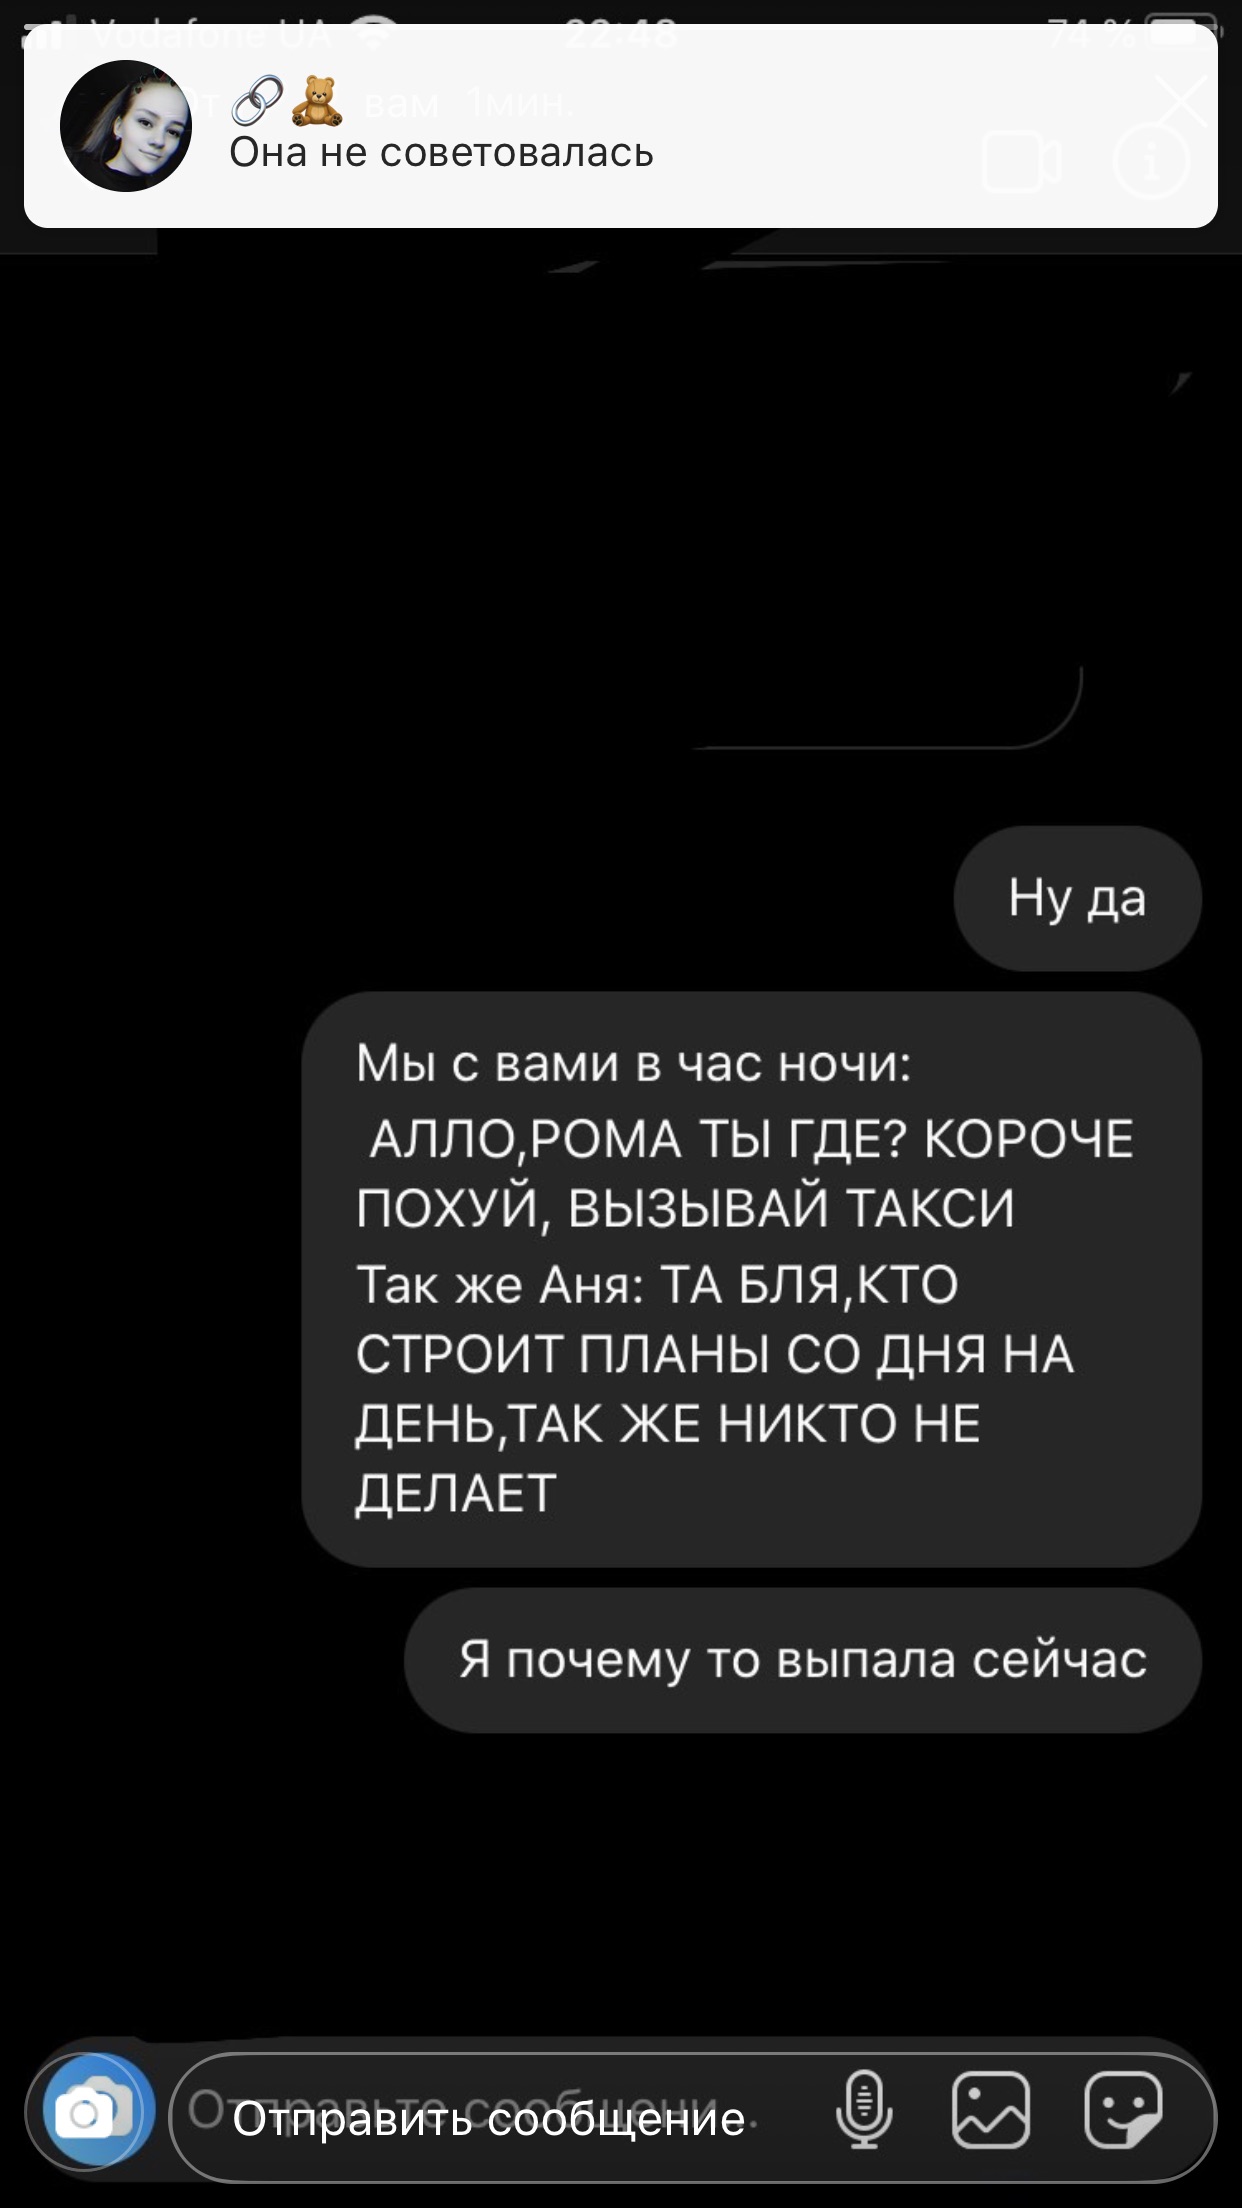 Vodafone UA 22:48 74 %
От 🔗🧸 вам 1мин.
Она не советовалась
Ну да
Мы с вами в час ночи:
АЛЛО,РОМА ТЫ ГДЕ? КОРОЧЕ
ПОХУЙ, ВЫЗЫВАЙ ТАКСИ
Так же Аня: ТА БЛЯ,КТО
СТРОИТ ПЛАНЫ СО ДНЯ НА
ДЕНЬ,ТАК ЖЕ НИКТО НЕ
ДЕЛАЕТ
Я почему то выпала сейчас
Отправить сообщение